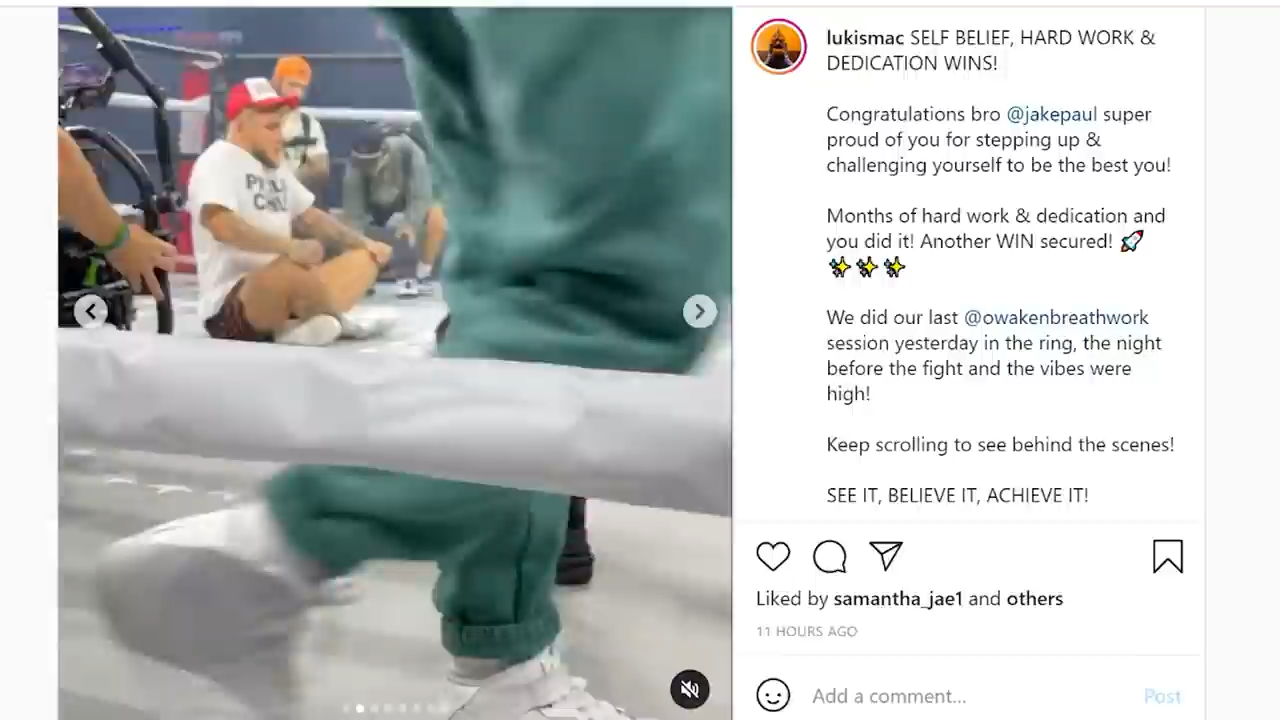 lukismac SELF BELIEF, HARD WORK &
DEDICATION WINS!
Congratulations bro @jakepaul super
proud of you for stepping up &
challenging yourself to be the best you!
Months of hard work & dedication and
you did it! Another WIN secured! 🚀
✨ ✨ ✨
We did our last @owakenbreathwork
session yesterday in the ring, the night
before the fight and the vibes were
high!
Keep scrolling to see behind the scenes!
SEE IT, BELIEVE IT, ACHIEVE IT!
Liked by samantha_jae1 and others
11 HOURS AGO
Add a comment... Post